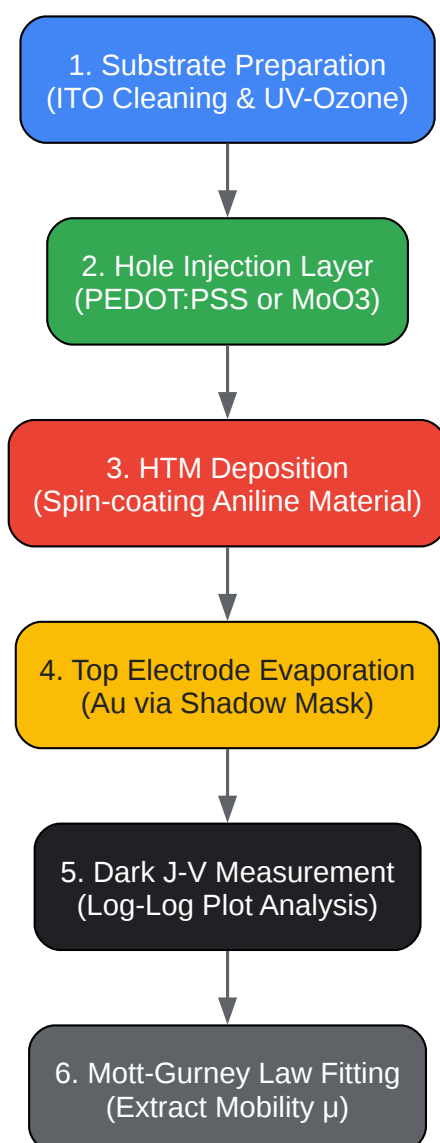 1. Substrate Preparation
(ITO Cleaning & UV-Ozone)
2. Hole Injection Layer
(PEDOT:PSS or MoO3)
3. HTM Deposition
(Spin-coating Aniline Material)
4. Top Electrode Evaporation
(Au via Shadow Mask)
5. Dark J-V Measurement
(Log-Log Plot Analysis)
6. Mott-Gurney Law Fitting
(Extract Mobility μ)